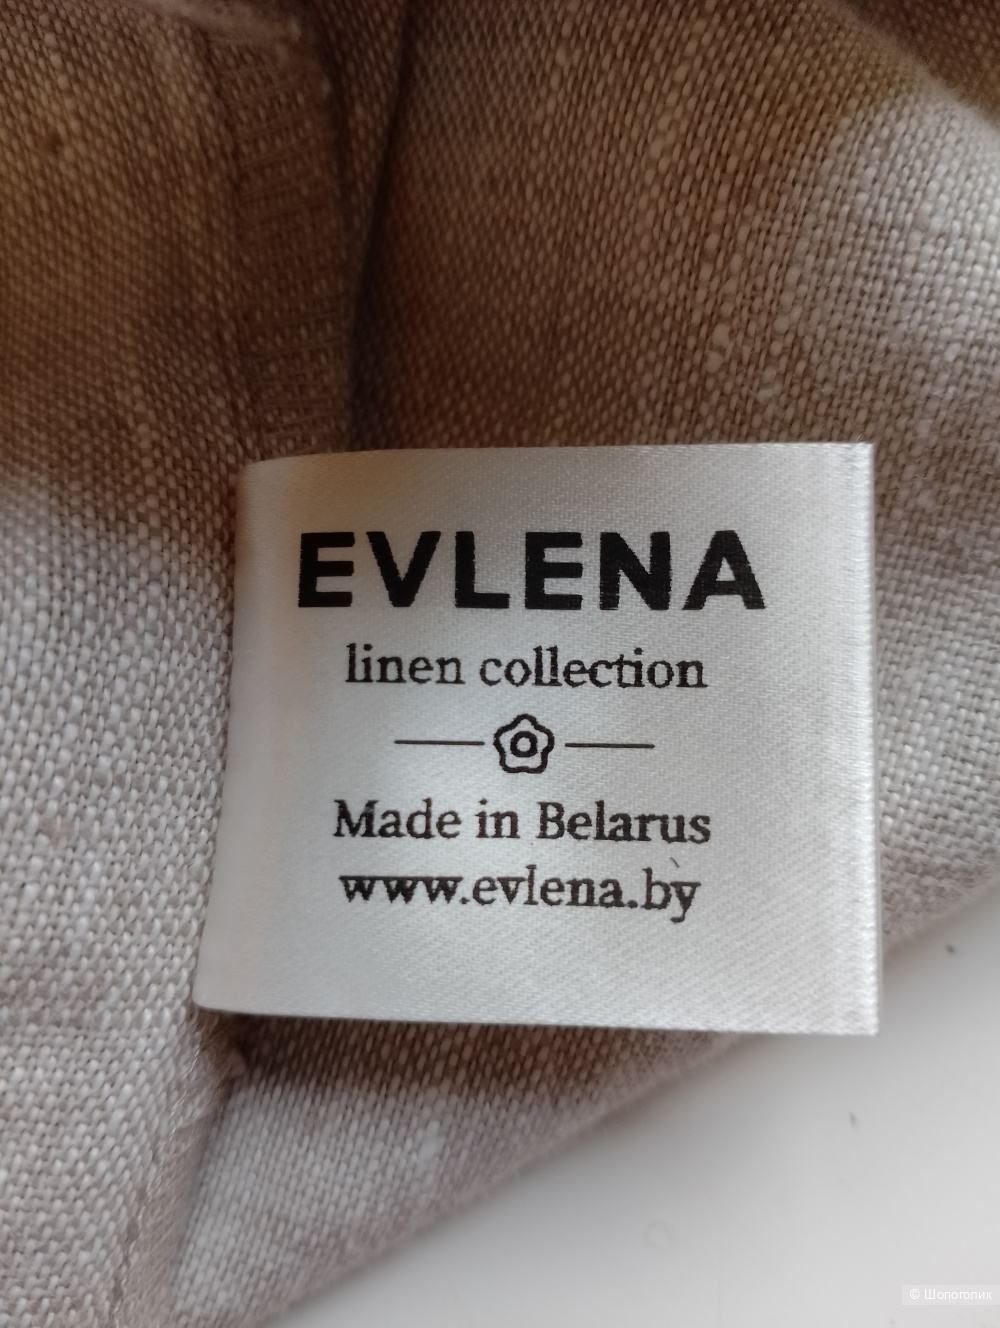 EVLENA
linen collection
Made in Belarus
www.evlena.by
© Шопоголик